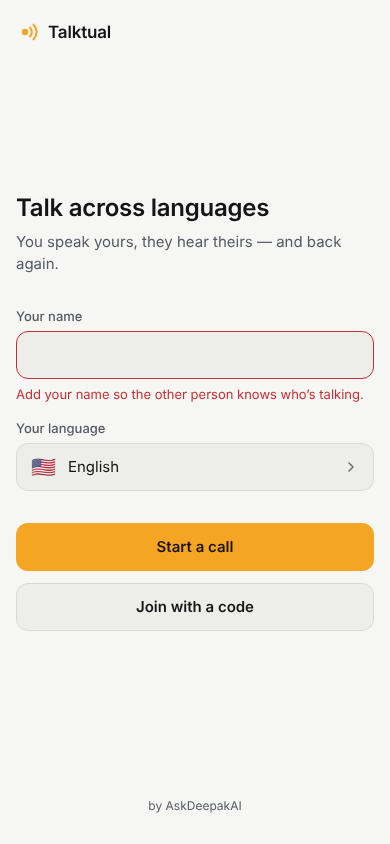 Talktual
Talk across languages
You speak yours, they hear theirs — and back
again.
Your name
Add your name so the other person knows who’s talking.
Your language
English
Start a call
Join with a code
by AskDeepakAI